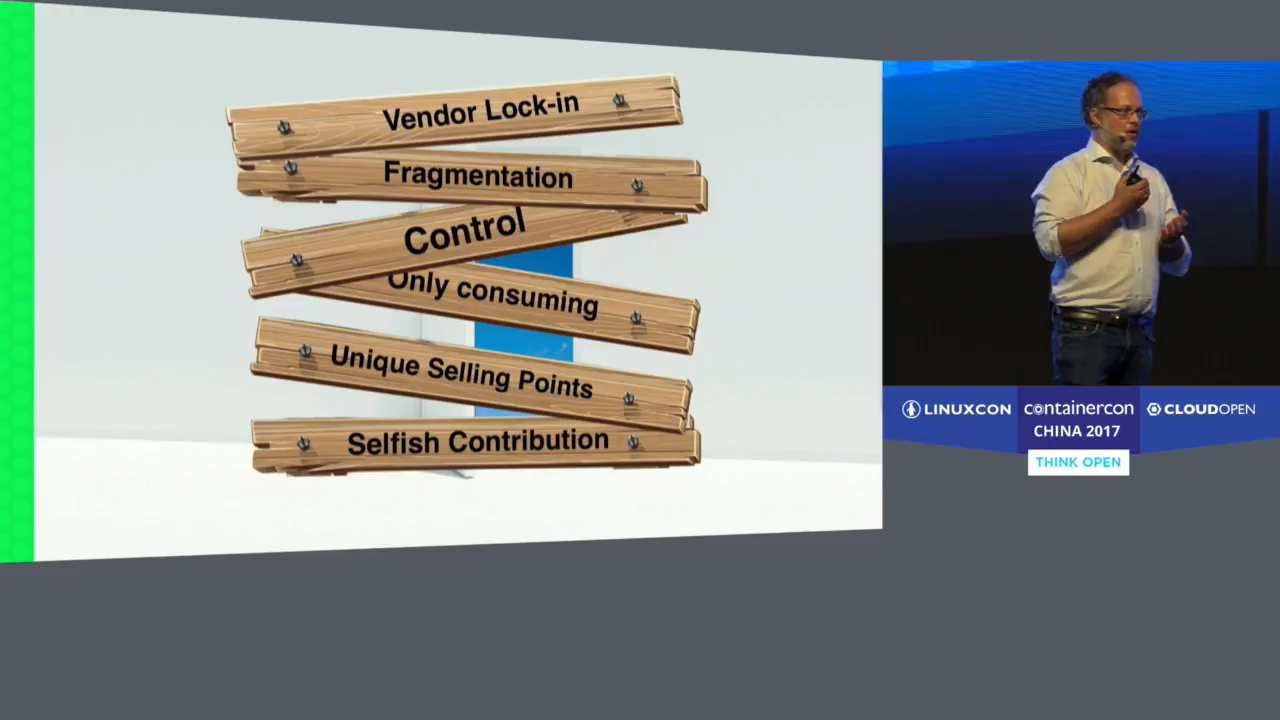 Vendor Lock-in
Fragmentation
Control
Only consuming
Unique Selling Points
Selfish Contribution
LINUXCON
containercon
CLOUDOPEN
CHINA 2017
THINK OPEN